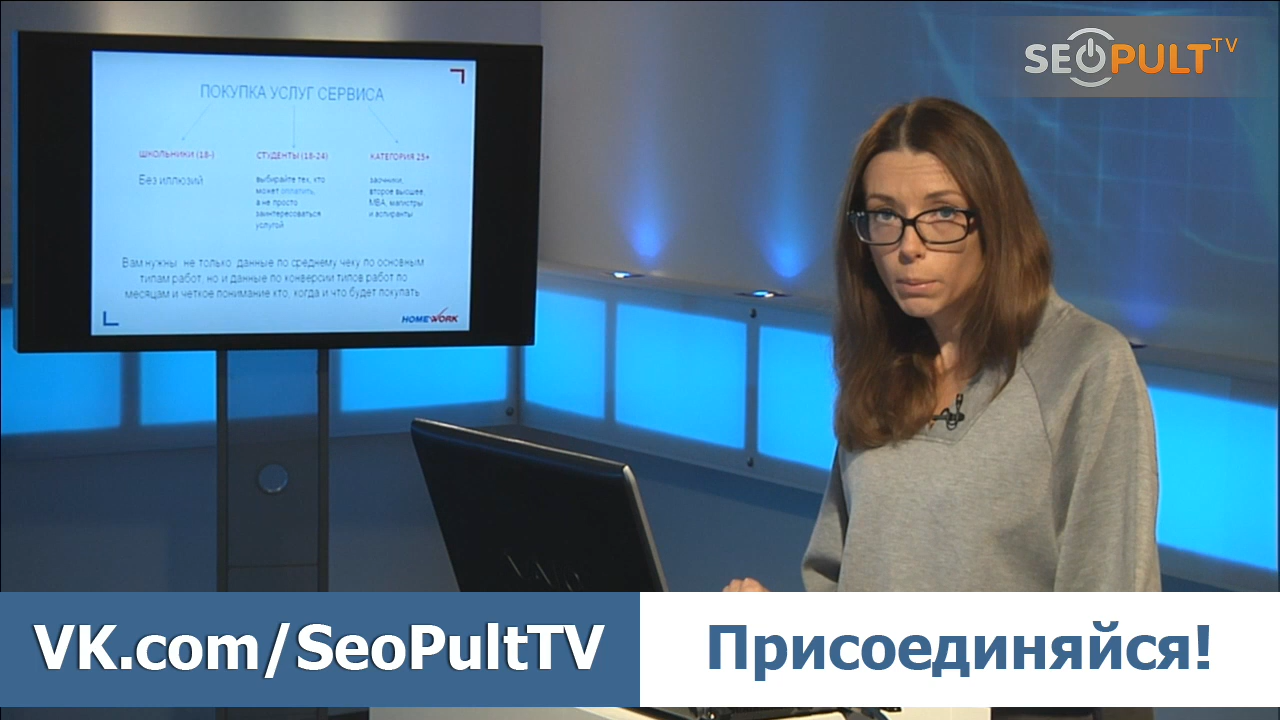 SEOPULT TV
ПОКУПКА УСЛУГ СЕРВИСА
ШКОЛЬНИКИ (18-)
Без иллюзий
СТУДЕНТЫ (18-24)
выбирайте тех, кто
может оплатить,
а не просто
заинтересоваться
услугой
КАТЕГОРИЯ 25+
заочники,
второе высшее,
МВА, магистры
и аспиранты
Вам нужны не только данные по среднему чеку по основным
типам работ, но и данные по конверсии типов работ по
месяцам и четкое понимание кто, когда и что будет покупать
HOMEWORK
VAIO
VK.com/SeoPultTV
Присоединяйся!